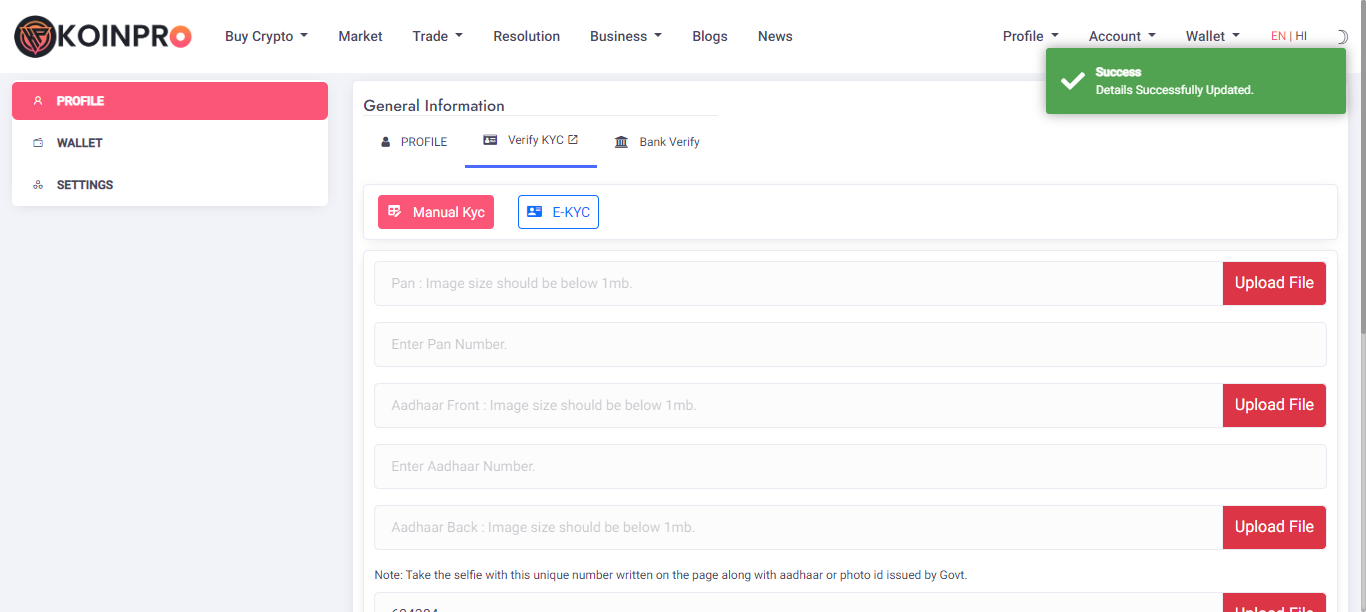 KOINPRO
Buy Crypto
Market
Trade
Resolution
Business
Blogs
News
Profile
Account
Wallet
EN | HI
Success
Details Successfully Updated.
PROFILE
WALLET
SETTINGS
General Information
PROFILE
Verify KYC
Bank Verify
Manual Kyc
E-KYC
Pan : Image size should be below 1mb.
Upload File
Enter Pan Number.
Aadhaar Front : Image size should be below 1mb.
Upload File
Enter Aadhaar Number.
Aadhaar Back : Image size should be below 1mb.
Upload File
Note: Take the selfie with this unique number written on the page along with aadhaar or photo id issued by Govt.
Upload File